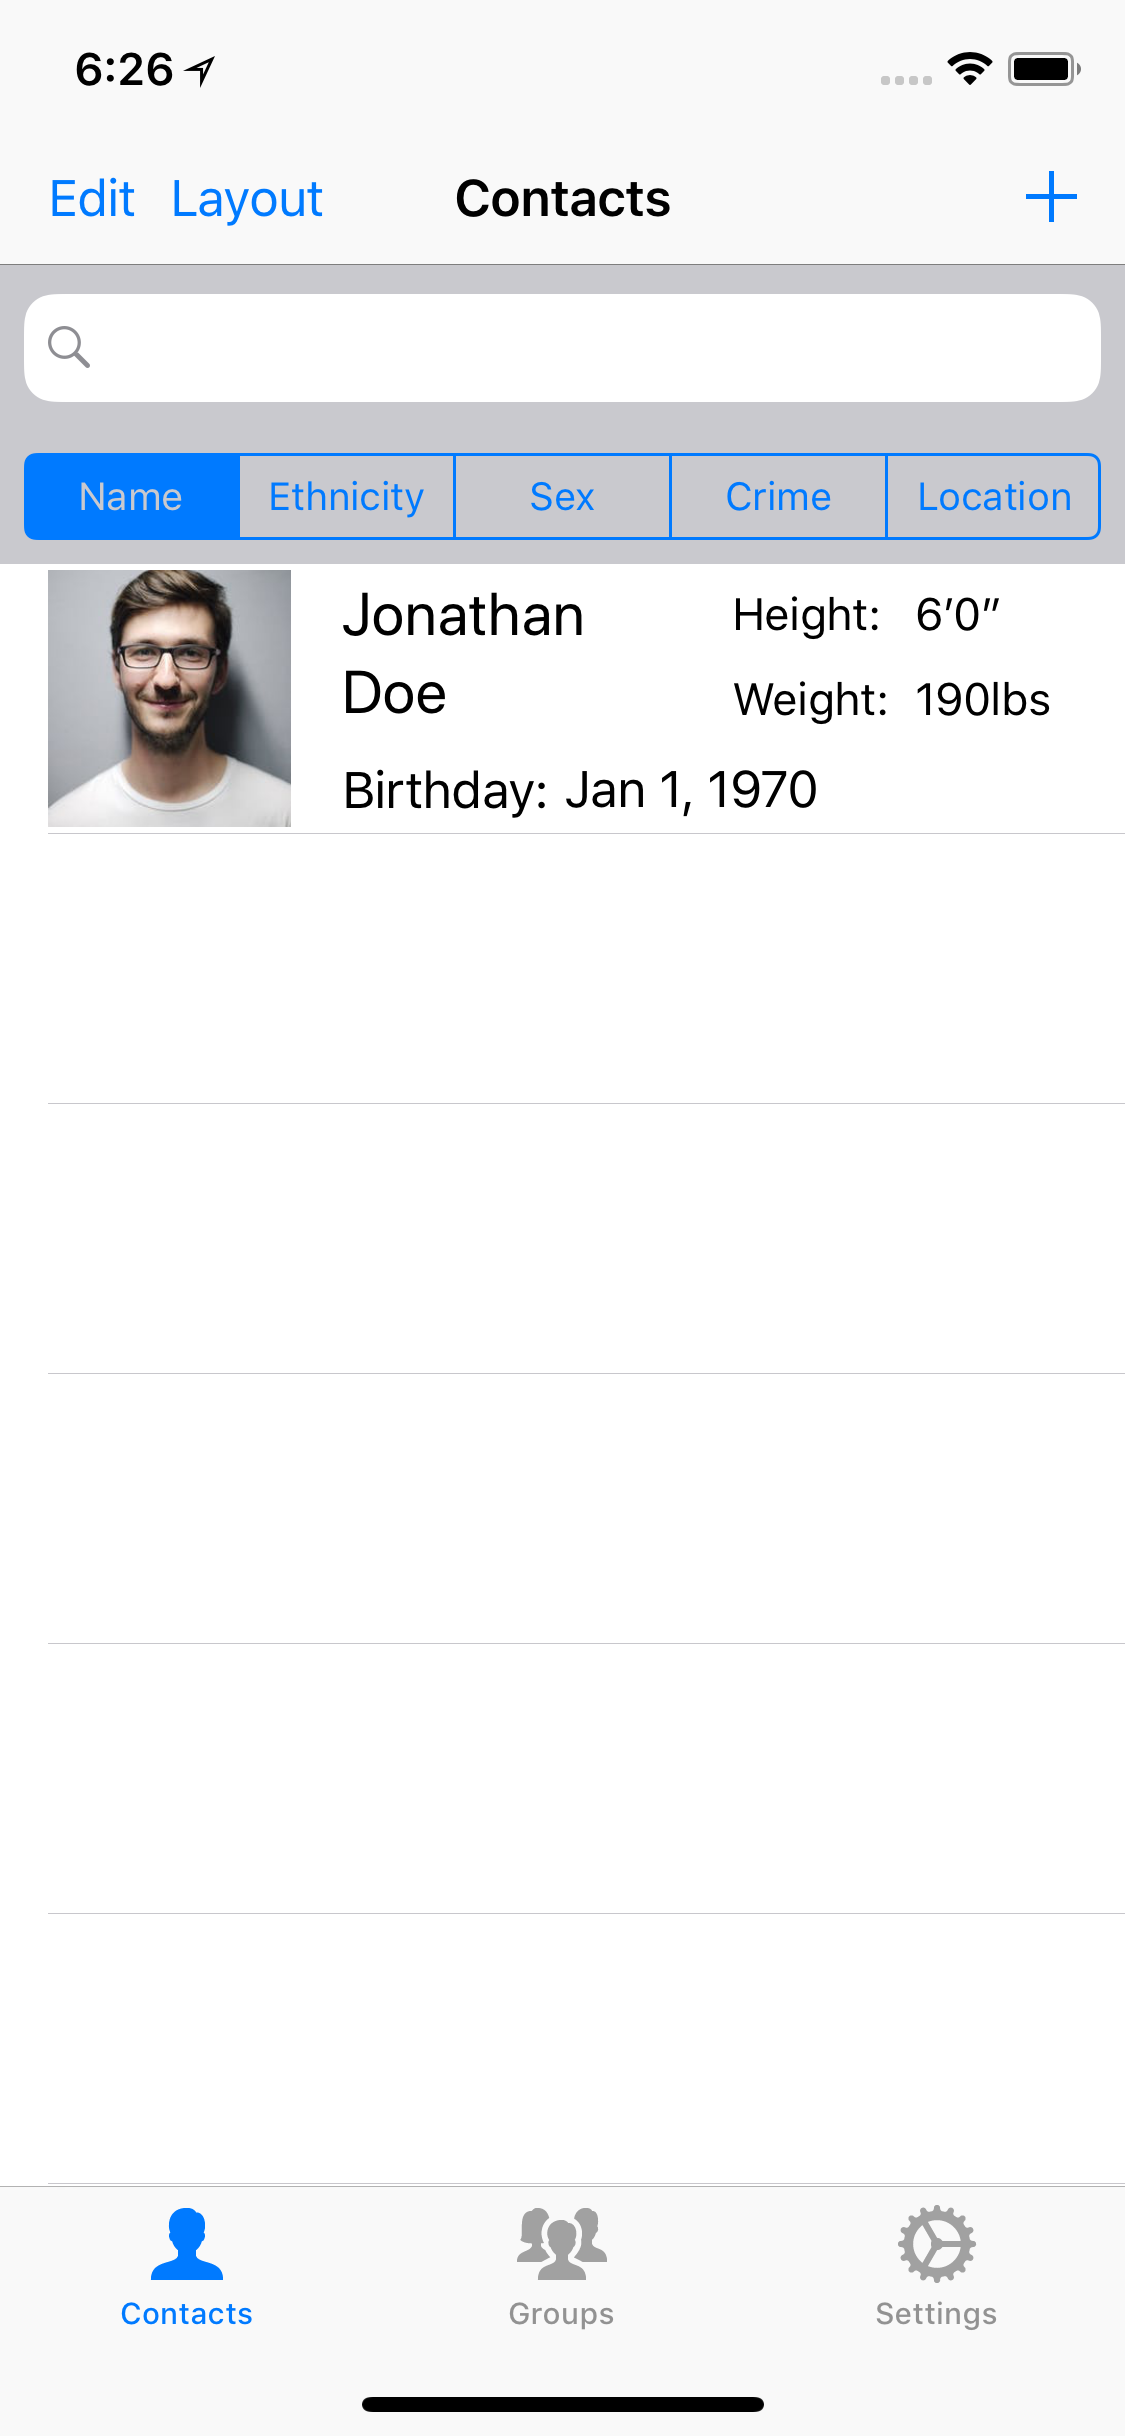 6:26
Edit Layout Contacts
Name Ethnicity Sex Crime Location
Jonathan Height: 6’0”
Doe Weight: 190lbs
Birthday: Jan 1, 1970
Contacts Groups Settings